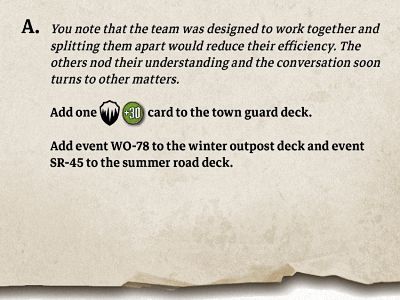 A. You note that the team was designed to work together and
splitting them apart would reduce their efficiency. The
others nod their understanding and the conversation soon
turns to other matters.
Add one +30 card to the town guard deck.
Add event WO-78 to the winter outpost deck and event
SR-45 to the summer road deck.